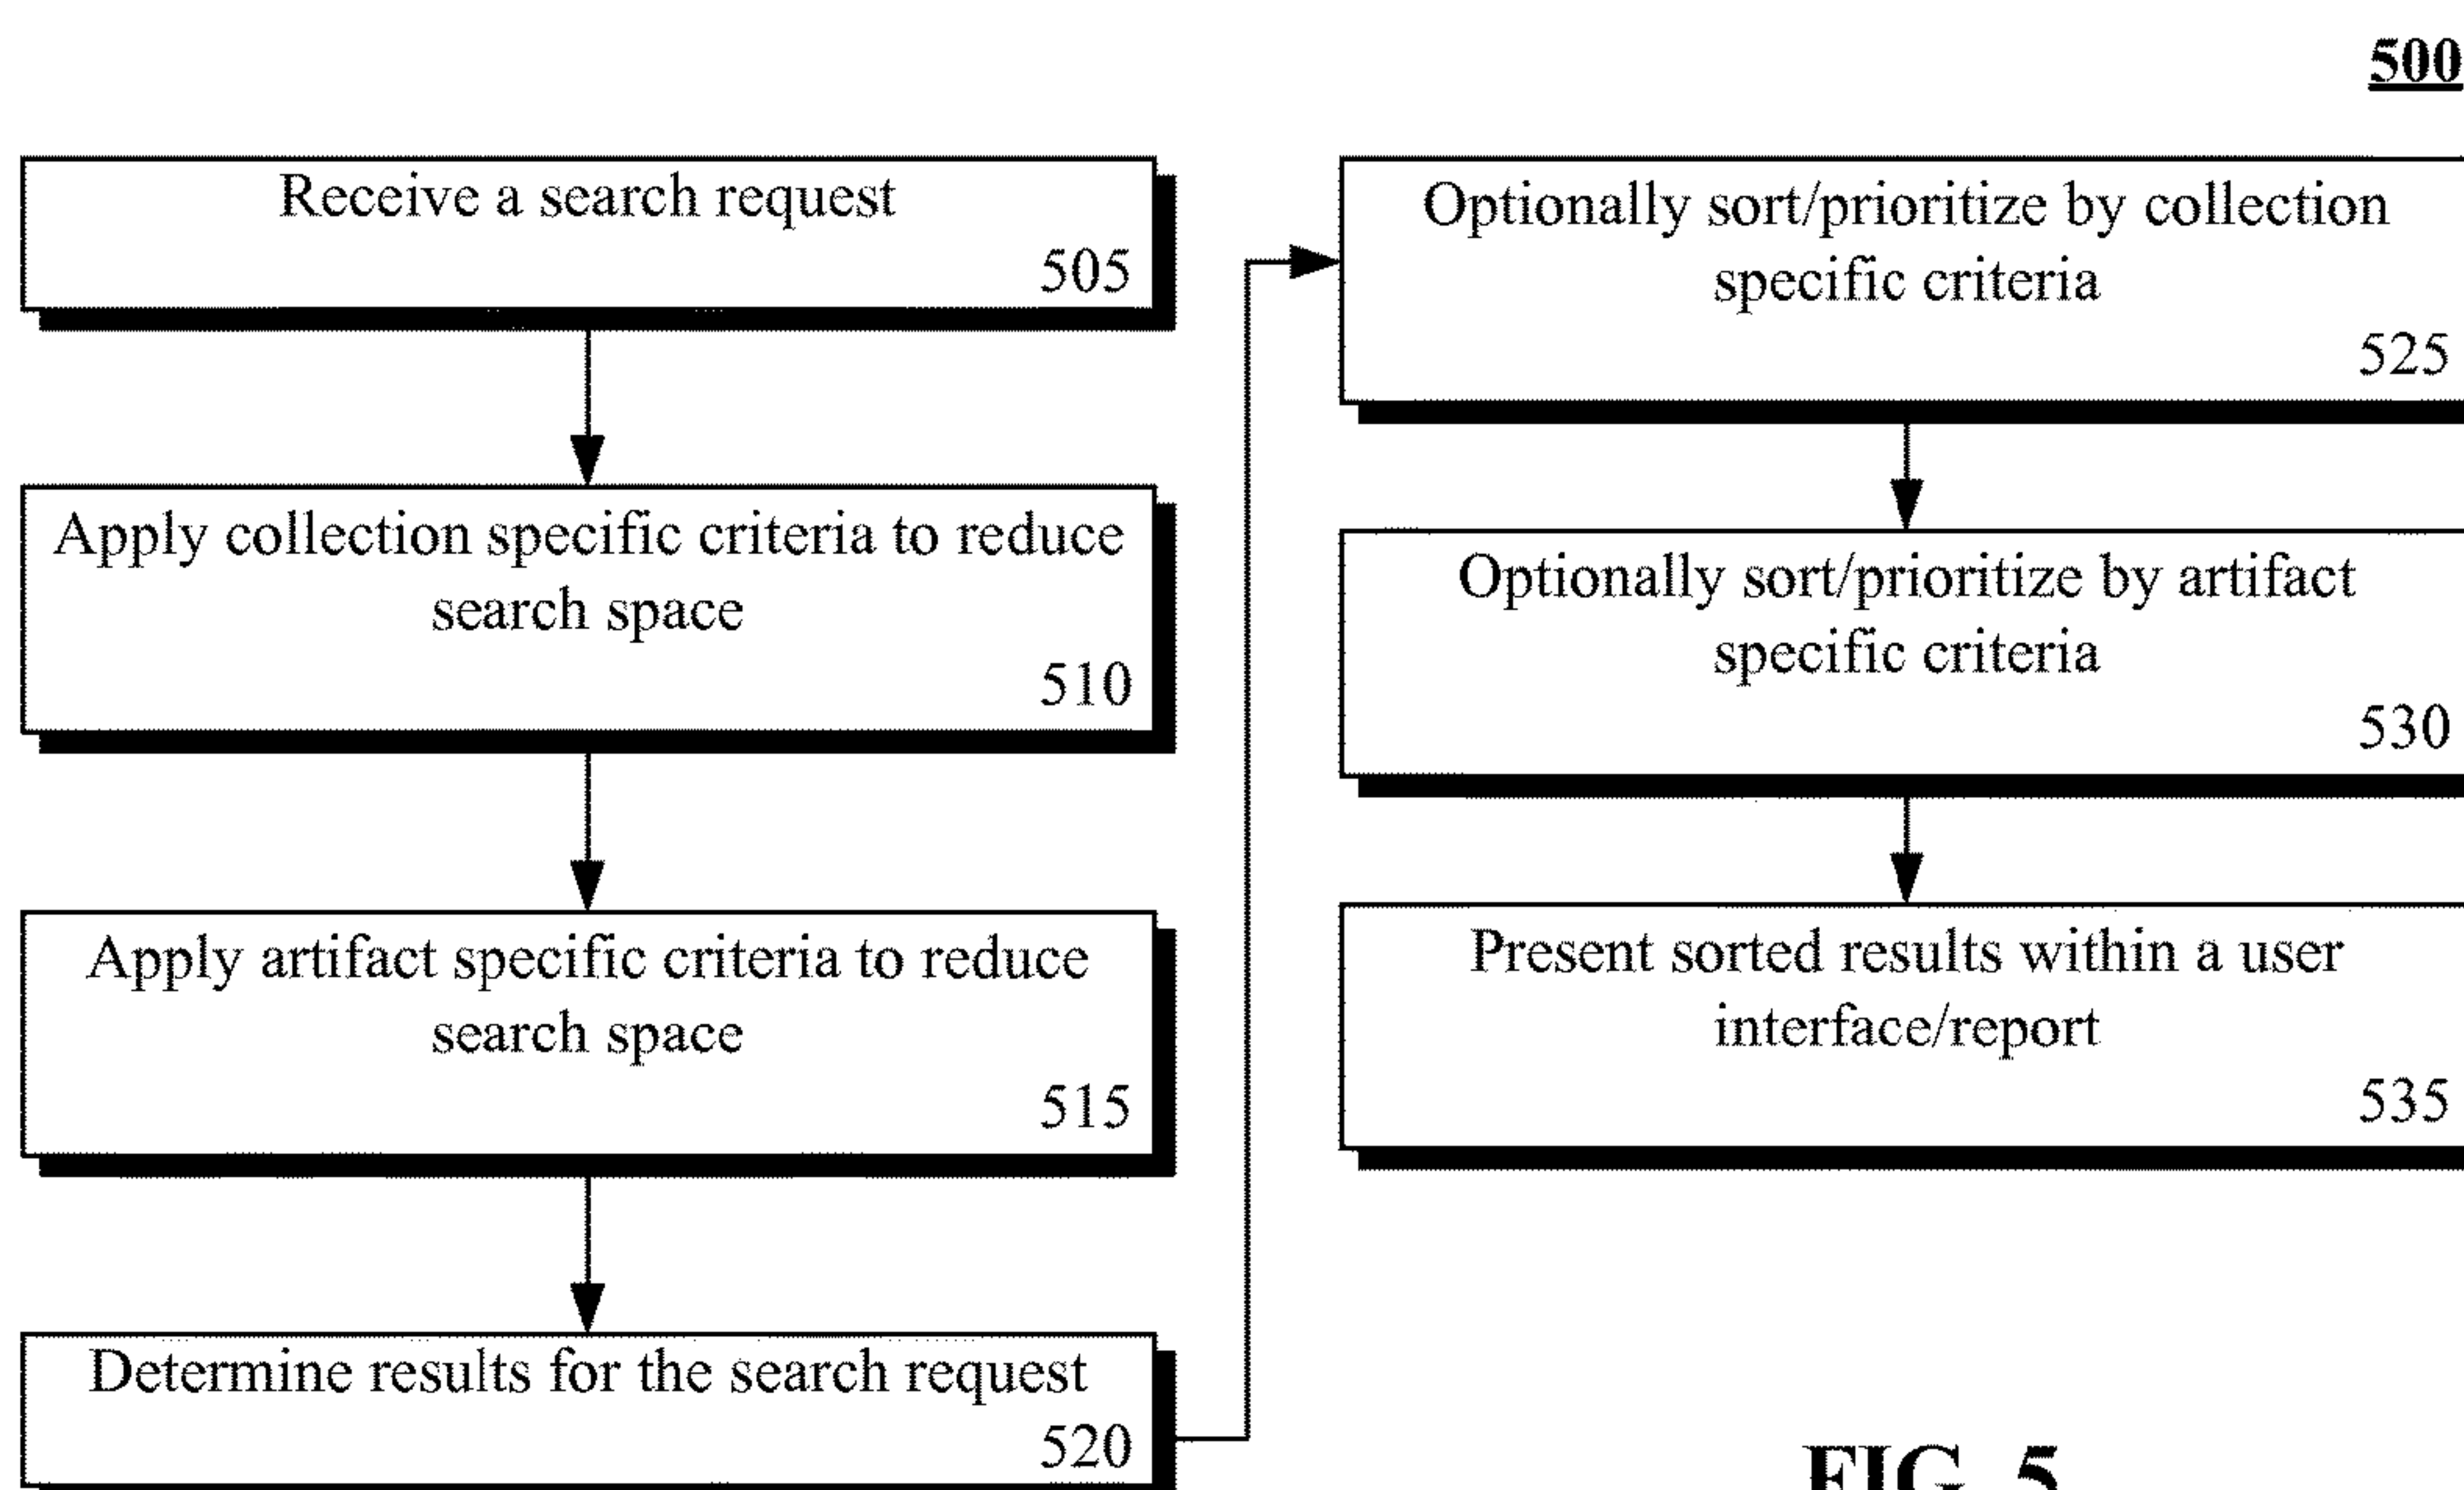 500
Receive a search request
505
Apply collection specific criteria to reduce
search space
510
Apply artifact specific criteria to reduce
search space
515
Determine results for the search request
520
Optionally sort/prioritize by collection
specific criteria
525
Optionally sort/prioritize by artifact
specific criteria
530
Present sorted results within a user
interface/report
535
FIG. 5